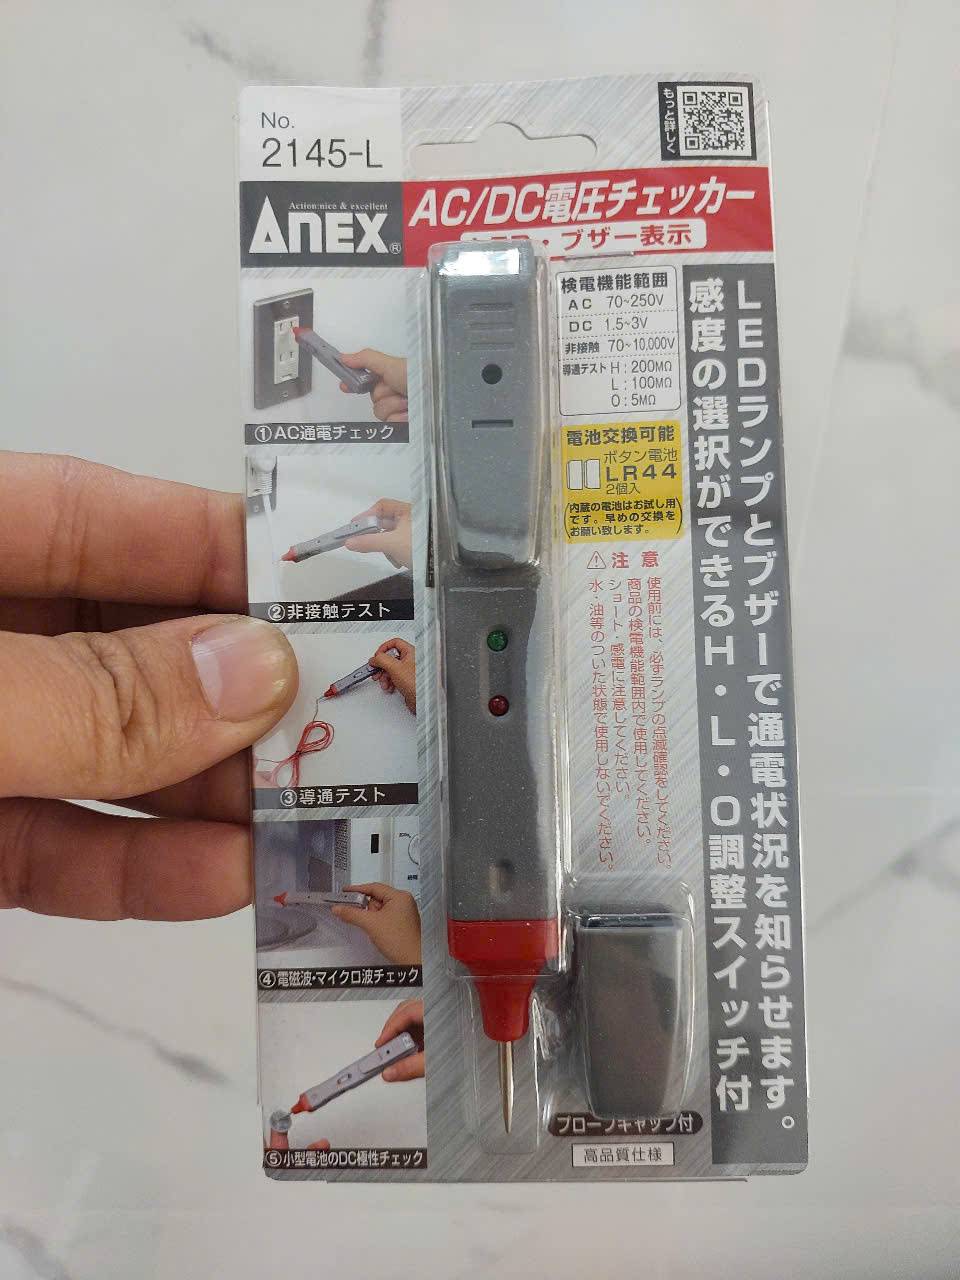 No.
2145-L
もっと詳しく
Action:nice & excellent
ANEX®
AC/DC電圧チェッカー
・ブザー表示
検電機能範囲
AC 70~250V
DC 1.5~3V
非接触 70~10,000V
導通テスト H:200MΩ
L:100MΩ
O:5MΩ
電池交換可能
ボタン電池
LR44
2個入
(内蔵の電池はお試し用
です。早めの交換を
お願い致します。)
⚠注意
使用前には、必ずランプの点滅確認をしてください。
商品の検電機能範囲内で使用してください。
ショート・感電に注意してください。
水・油等のついた状態で使用しないでください。
LEDランプとブザーで通電状況を知らせます。
感度の選択ができるH・L・O調整スイッチ付
①AC通電チェック
②非接触テスト
③導通テスト
④電磁波・マイクロ波チェック
⑤小型電池のDC極性チェック
プローブキャップ付
高品質仕様